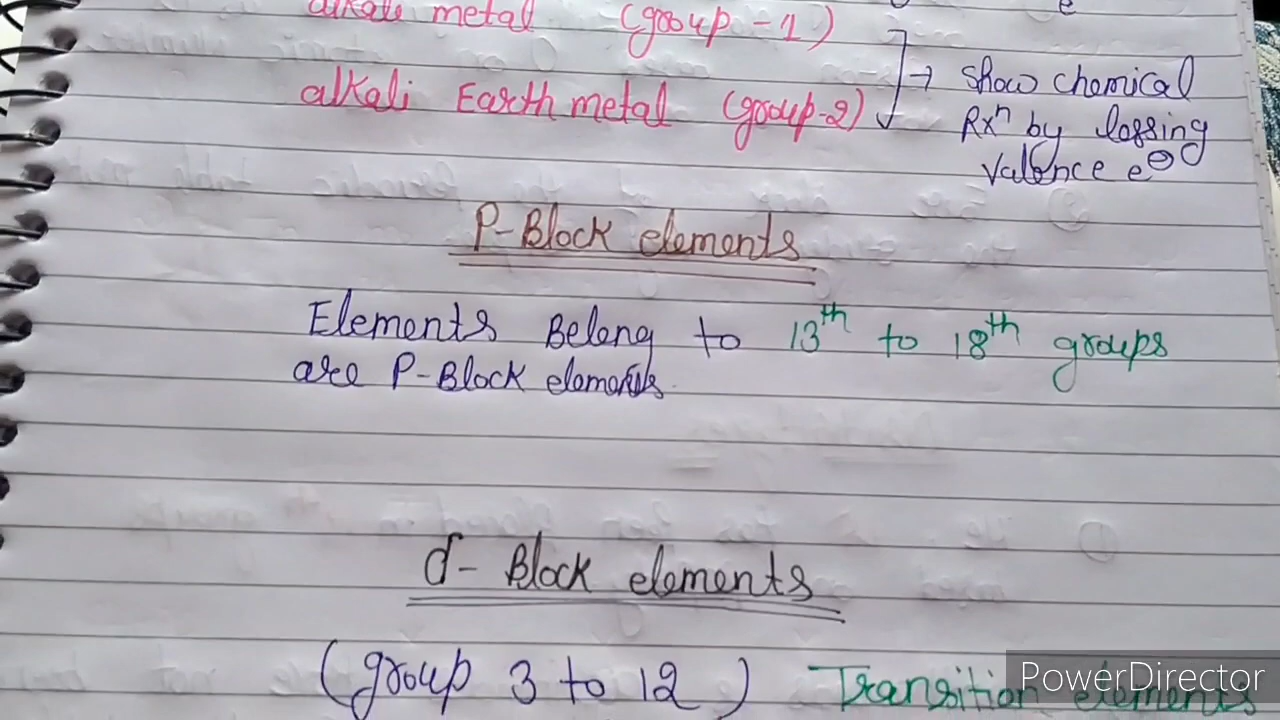 alkali metal (group - 1)
alkali Earth metal (group-2)
→ show chemical
Rxⁿ by lossing
valence e⊖
P-Block elements
Elements Belong to 13th to 18th groups
are P-Block elements.
d- Block elements
(group 3 to 12) Transition elements
PowerDirector